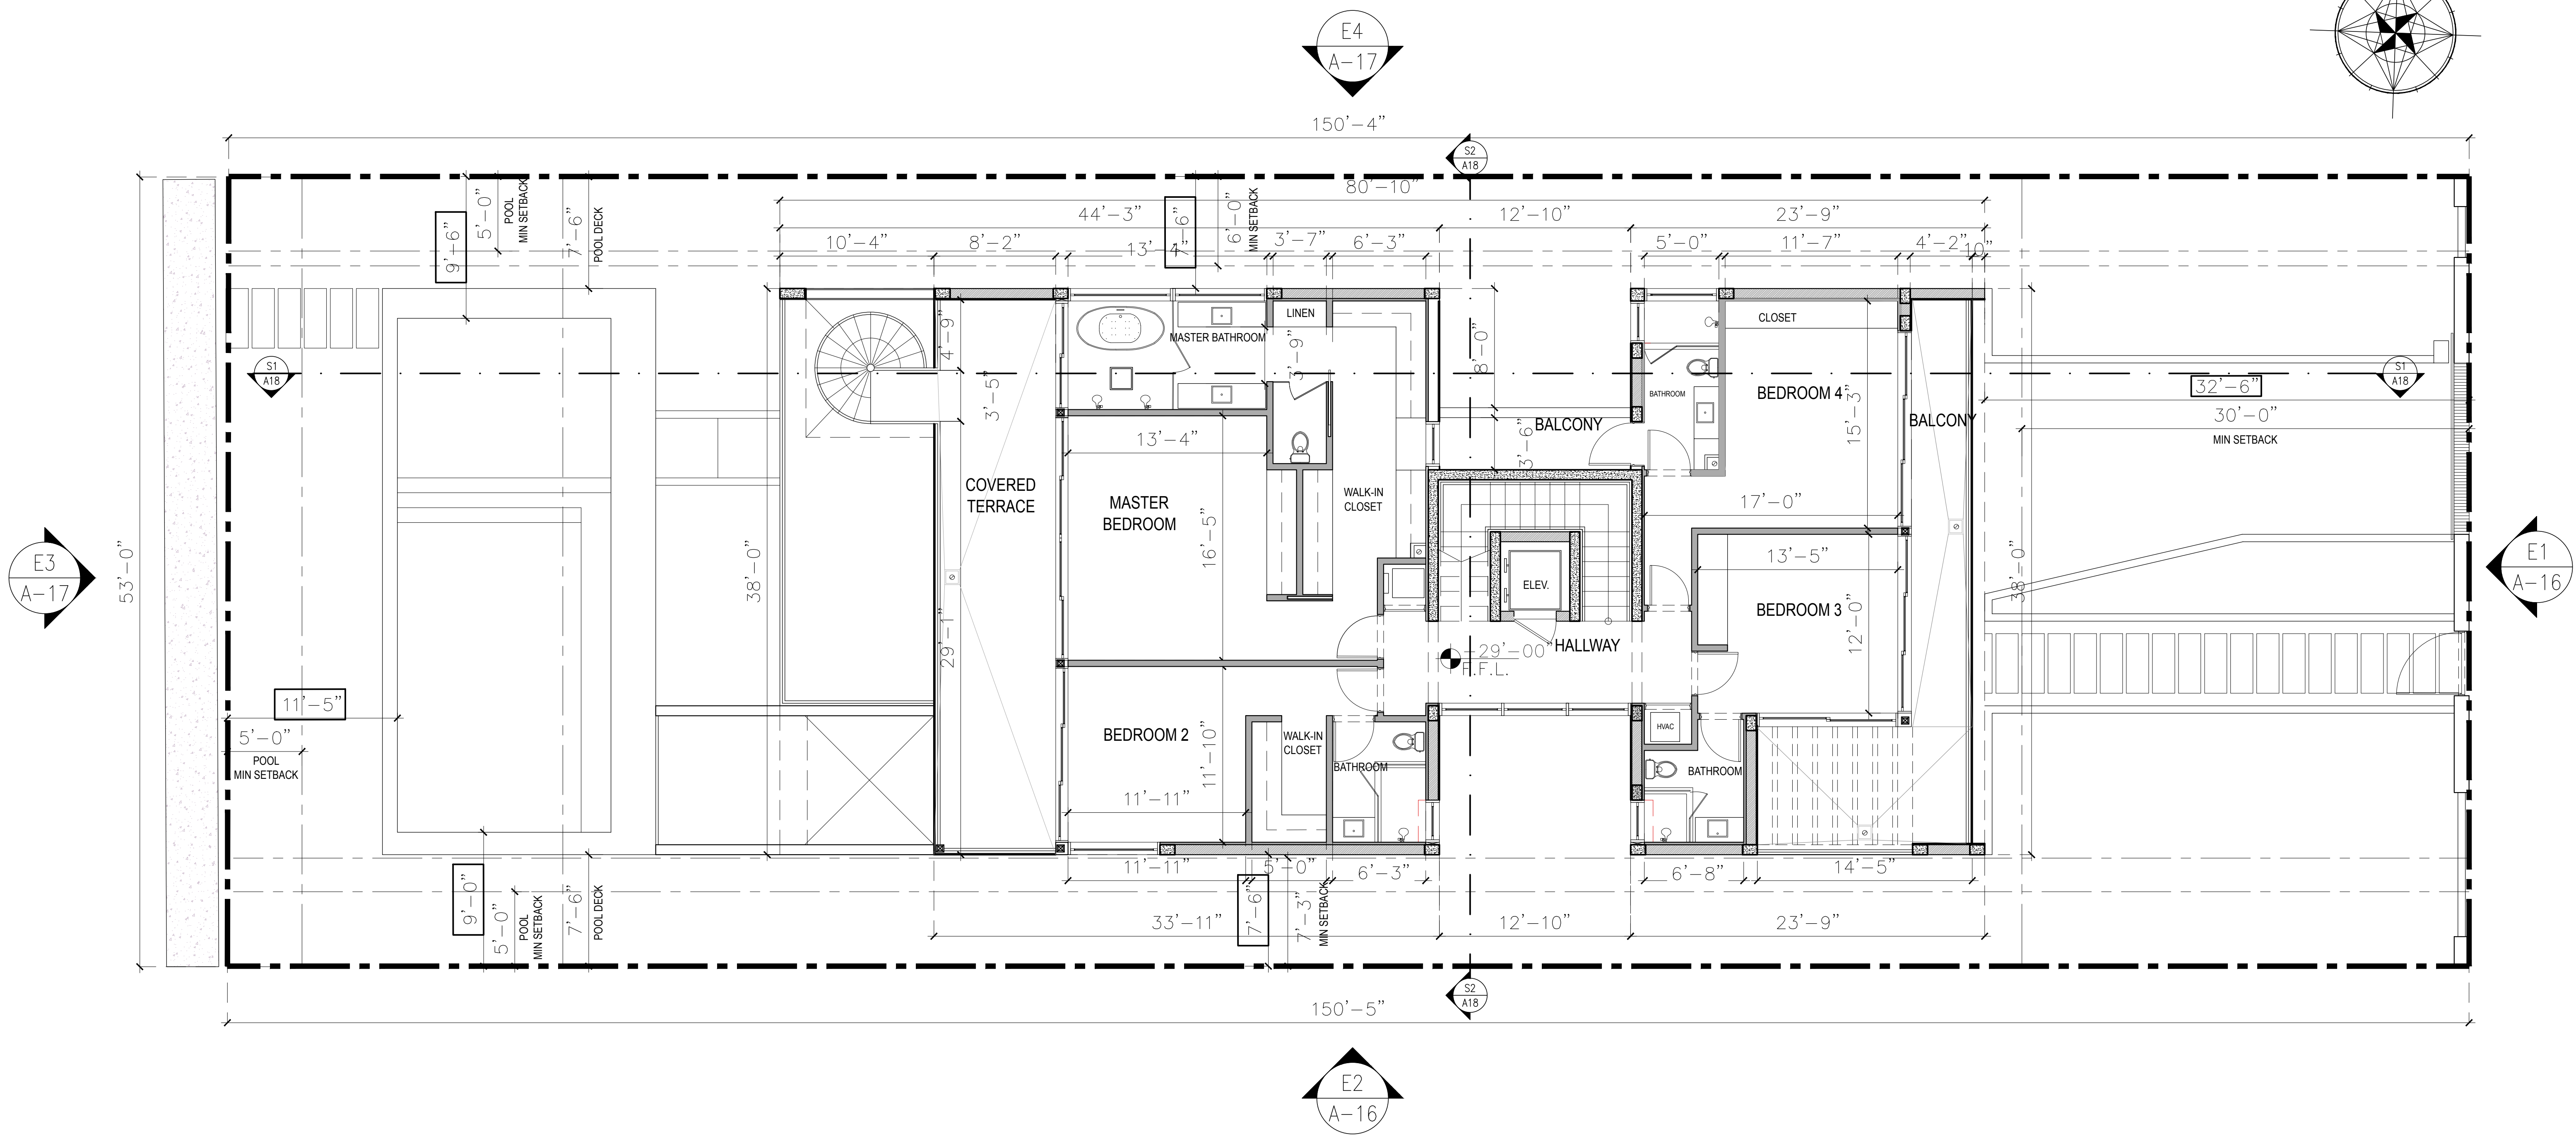 E4
A-17
150'-4"
S2
A18
80'-10"
44'-3"
12'-10"
23'-9"
10'-4"
8'-2"
13'-4"
3'-7"
6'-3"
5'-0"
11'-7"
4'-2"
10"
9'-6"
5'-0"
POOL
MIN SETBACK
7'-6"
POOL DECK
7'-6"
6'-0"
MIN SETBACK
LINEN
MASTER BATHROOM
CLOSET
4'-9"
3'-9"
8'-0"
S1
A18
S1
A18
3'-5"
BATHROOM
BEDROOM 4
15'-3"
32'-6"
30'-0"
MIN SETBACK
BALCONY
BALCONY
3'-6"
13'-4"
COVERED
TERRACE
MASTER
BEDROOM
16'-5"
WALK-IN
CLOSET
17'-0"
E3
A-17
53'-0"
38'-0"
ELEV.
13'-5"
38'-0"
E1
A-16
BEDROOM 3
12'-0"
29'-1"
HALLWAY
29'-00"
F.F.L.
11'-5"
5'-0"
POOL
MIN SETBACK
BEDROOM 2
11'-10"
WALK-IN
CLOSET
HVAC
BATHROOM
BATHROOM
11'-11"
11'-11"
5'-0"
6'-3"
6'-8"
14'-5"
9'-0"
5'-0"
POOL
MIN SETBACK
7'-6"
POOL DECK
33'-11"
7'-6"
7'-3"
MIN SETBACK
12'-10"
23'-9"
S2
A18
150'-5"
E2
A-16